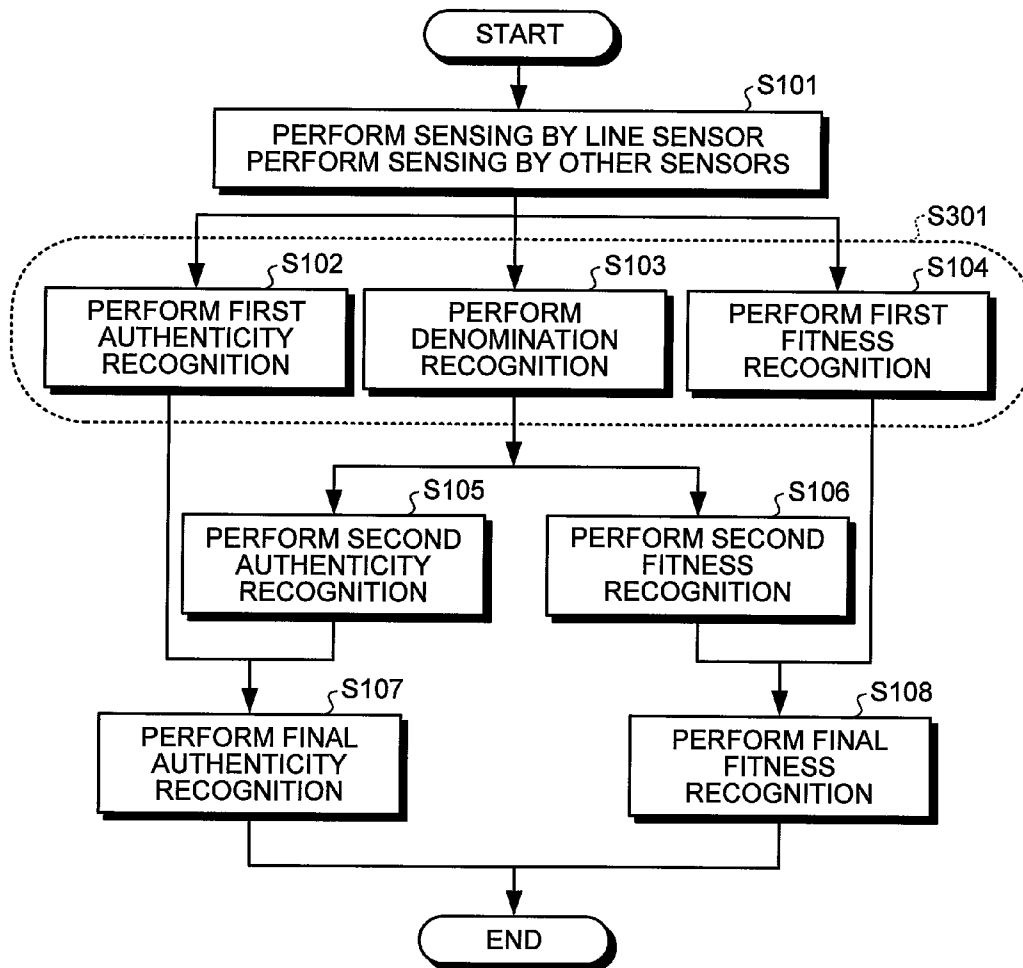 START
S101
PERFORM SENSING BY LINE SENSOR
PERFORM SENSING BY OTHER SENSORS
S301
S102
PERFORM FIRST
AUTHENTICITY
RECOGNITION
S103
PERFORM
DENOMINATION
RECOGNITION
S104
PERFORM FIRST
FITNESS
RECOGNITION
S105
PERFORM SECOND
AUTHENTICITY
RECOGNITION
S106
PERFORM SECOND
FITNESS
RECOGNITION
S107
PERFORM FINAL
AUTHENTICITY
RECOGNITION
S108
PERFORM FINAL
FITNESS
RECOGNITION
END